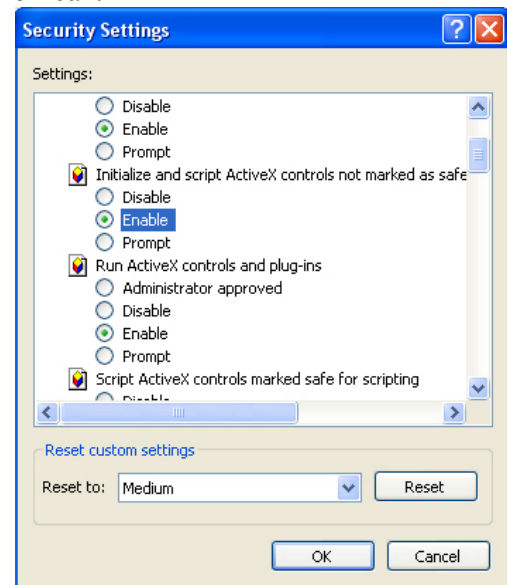 Security Settings
Settings:
Disable
Enable
Prompt
Initialize and script ActiveX controls not marked as safe
Disable
Enable
Prompt
Run ActiveX controls and plug-ins
Administrator approved
Disable
Enable
Prompt
Script ActiveX controls marked safe for scripting
Reset custom settings
Reset to: Medium Reset
OK Cancel